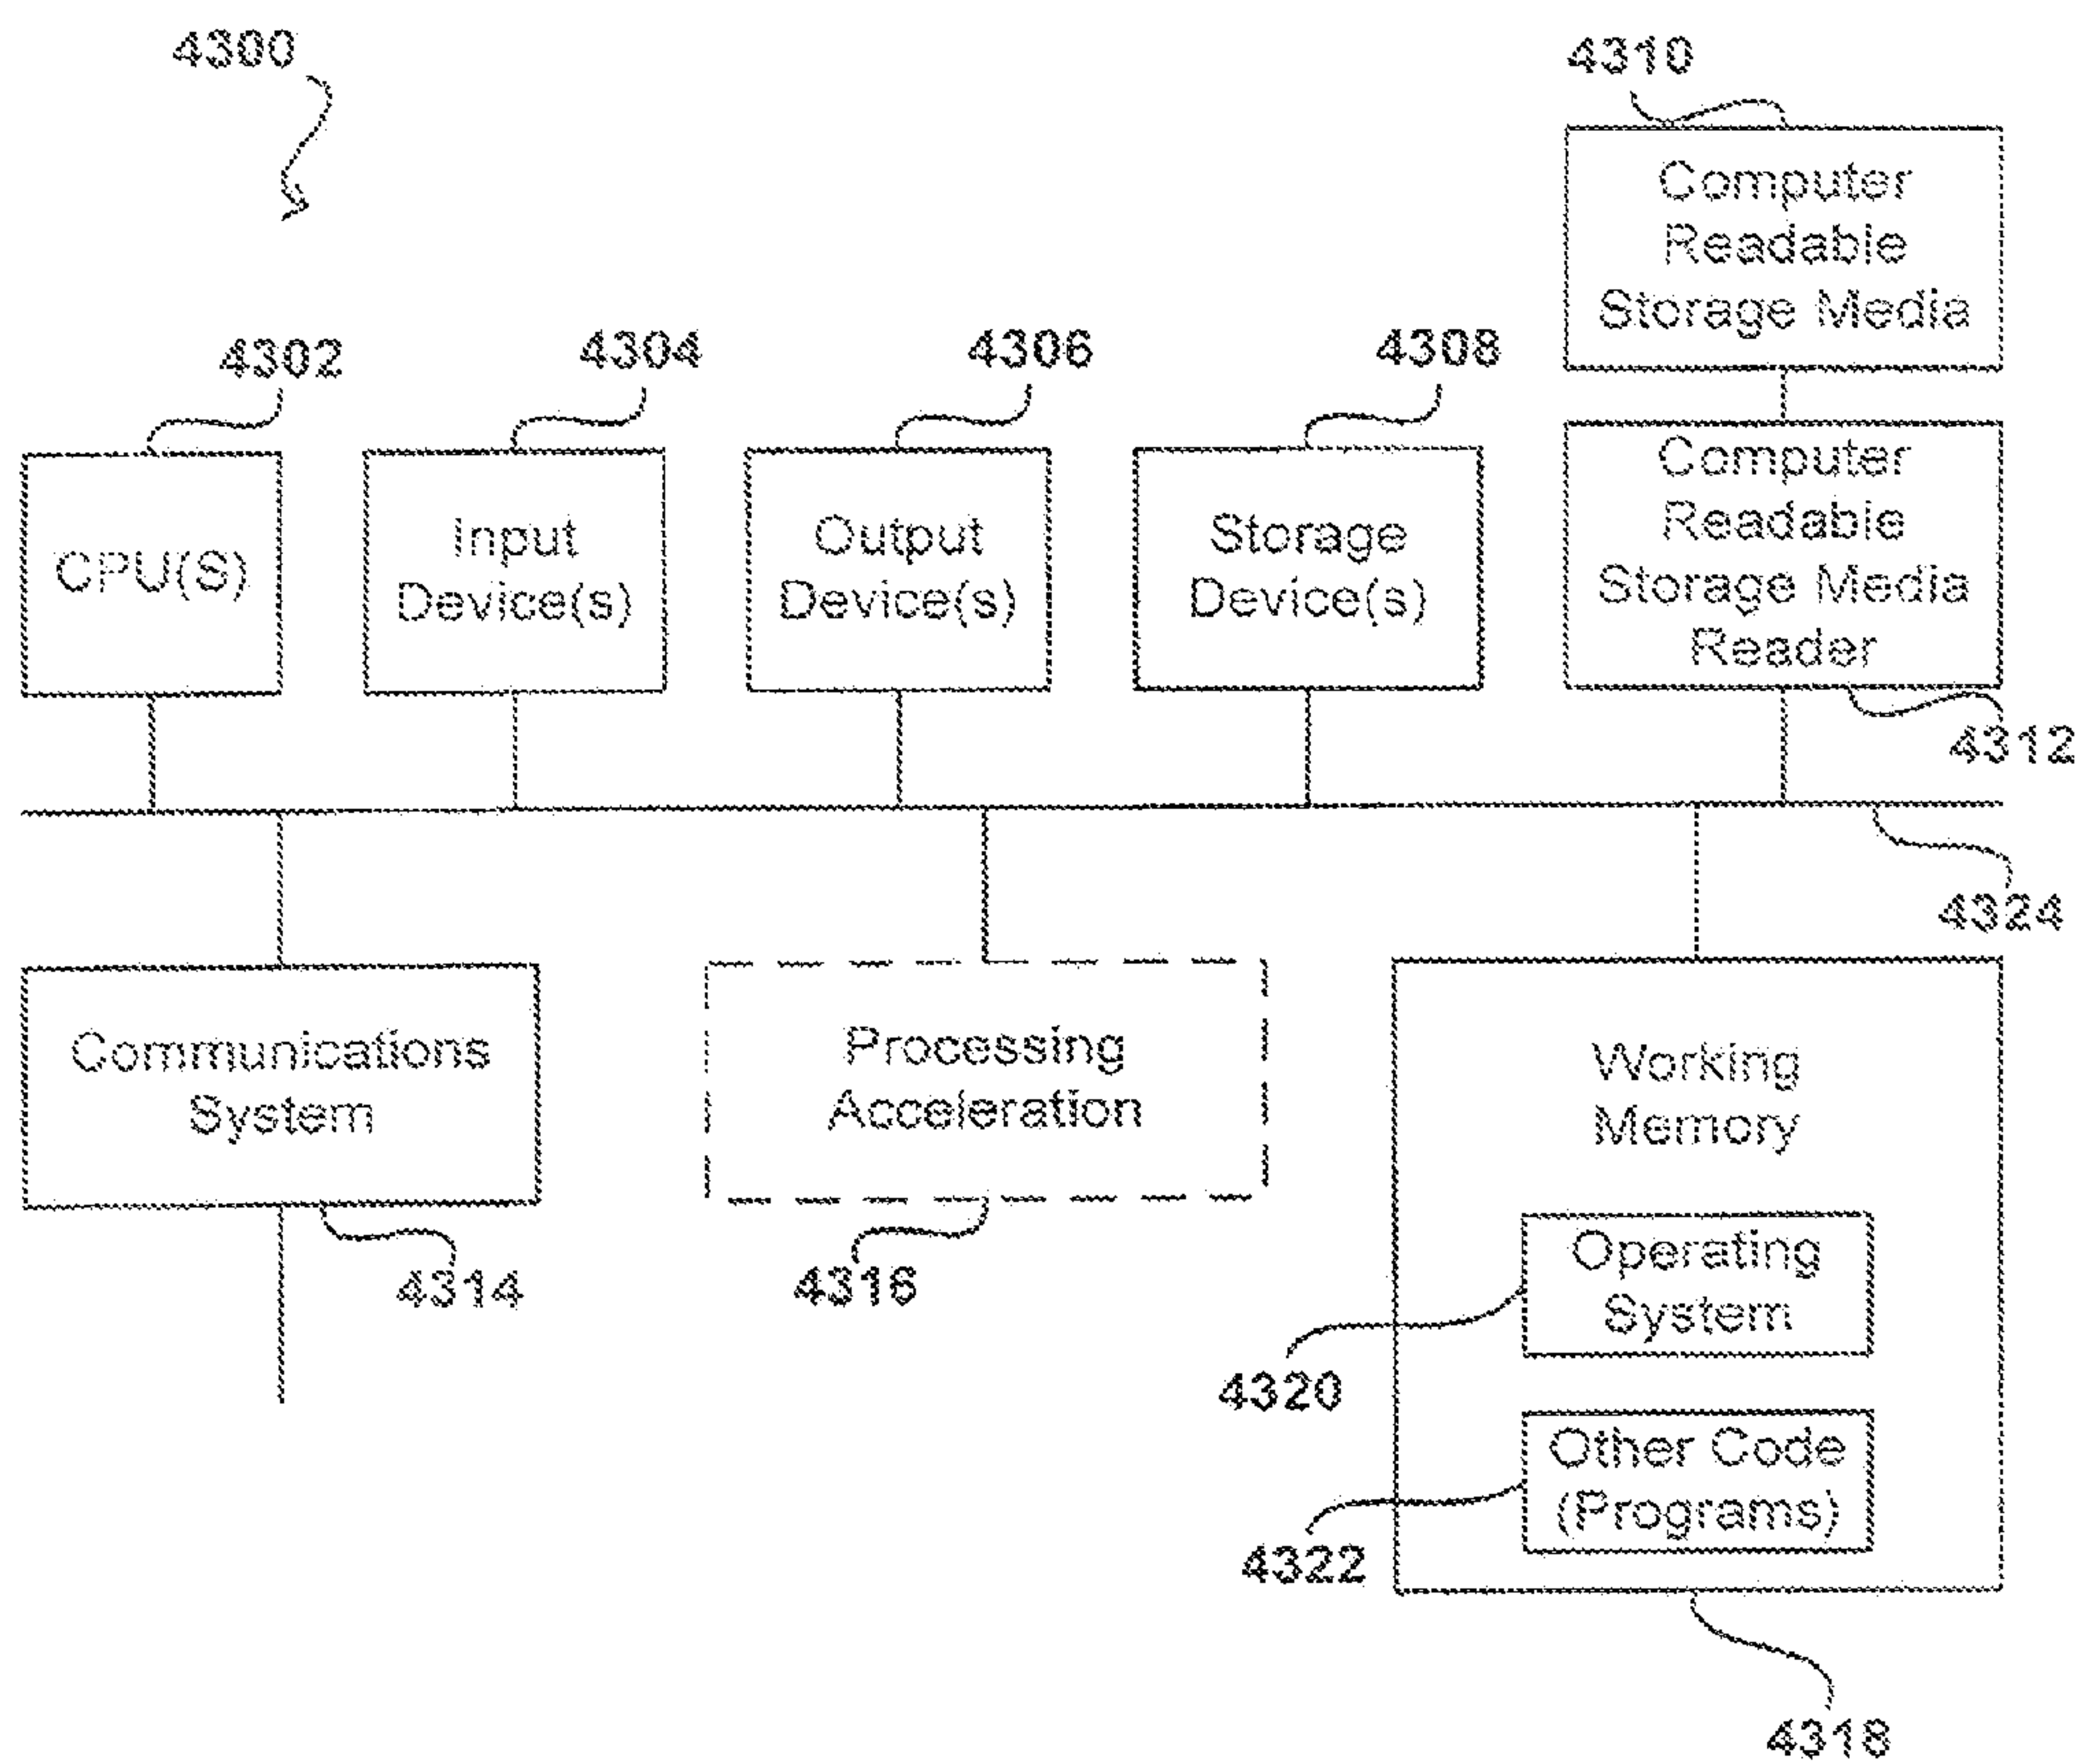 4300
4310
Computer
Readable
Storage Media
4302
4304
4306
4308
CPU(S)
Input
Device(s)
Output
Device(s)
Storage
Device(s)
Computer
Readable
Storage Media
Reader
4312
4324
Communications
System
4314
Processing
Acceleration
4316
Working
Memory
Operating
System
4320
Other Code
(Programs)
4322
4318